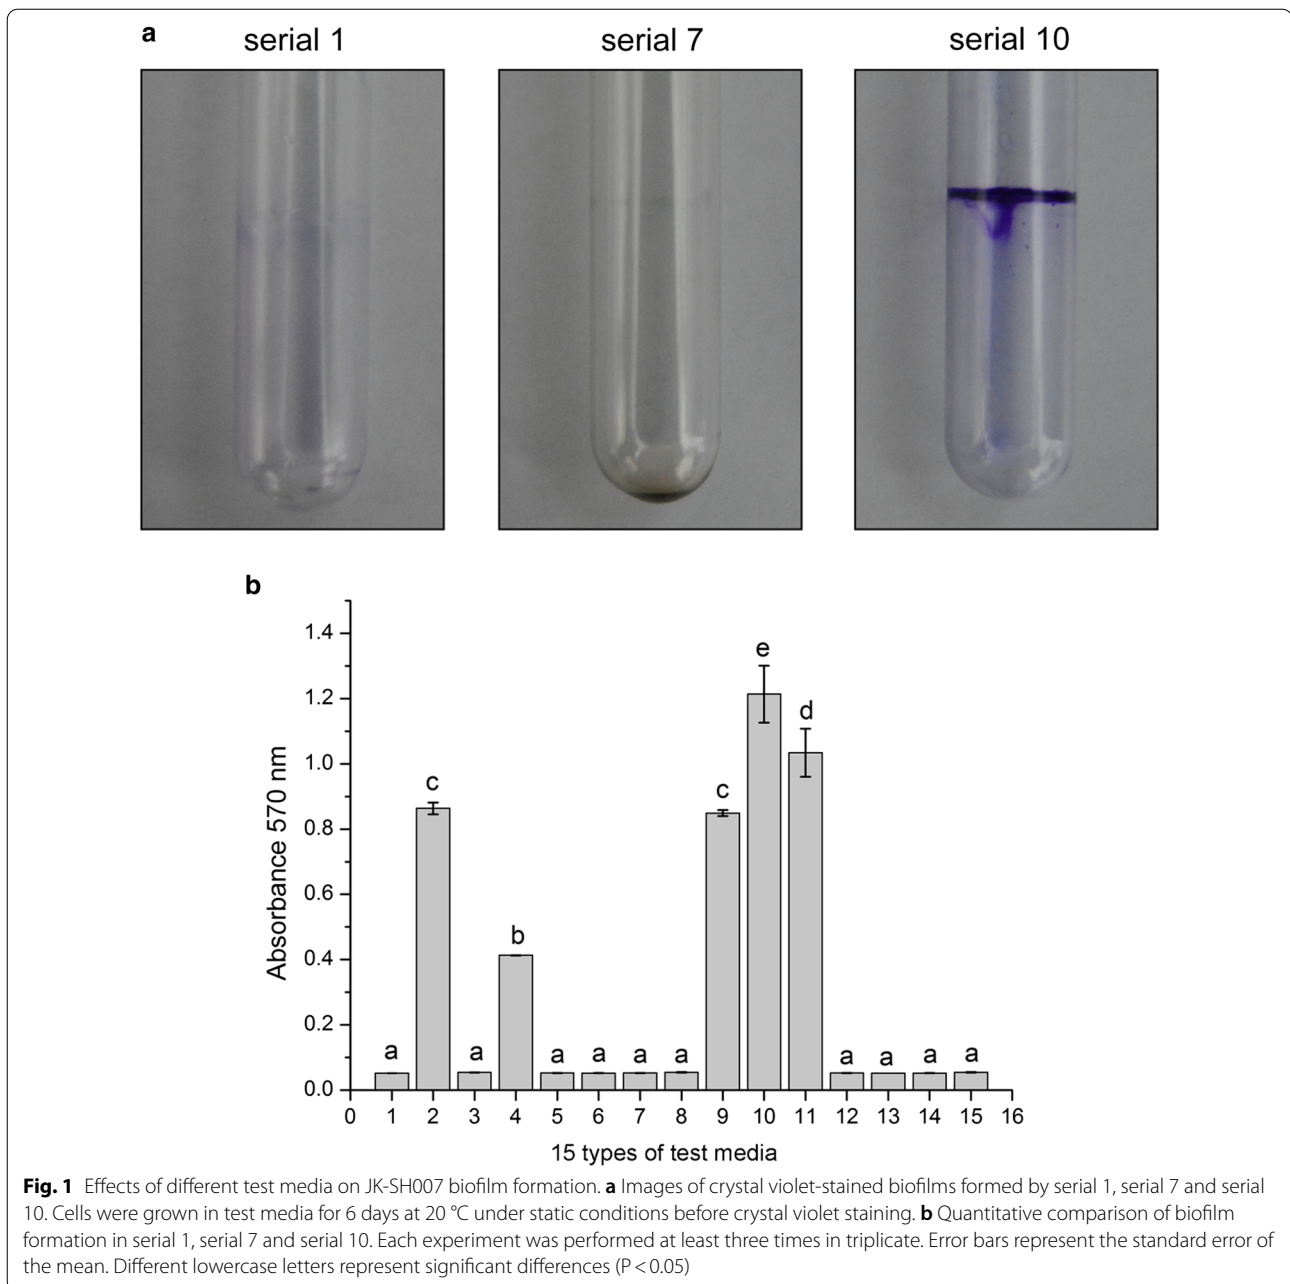 a
serial 1
serial 7
serial 10
b
Absorbance 570 nm
1.4
1.2
1.0
0.8
0.6
0.4
0.2
0.0
a
c
a
b
a
a
a
a
c
e
d
a
a
a
a
0 1 2 3 4 5 6 7 8 9 10 11 12 13 14 15 16
15 types of test media
Fig. 1 Effects of different test media on JK-SH007 biofilm formation. a Images of crystal violet-stained biofilms formed by serial 1, serial 7 and serial
10. Cells were grown in test media for 6 days at 20 °C under static conditions before crystal violet staining. b Quantitative comparison of biofilm
formation in serial 1, serial 7 and serial 10. Each experiment was performed at least three times in triplicate. Error bars represent the standard error of
the mean. Different lowercase letters represent significant differences (P < 0.05)